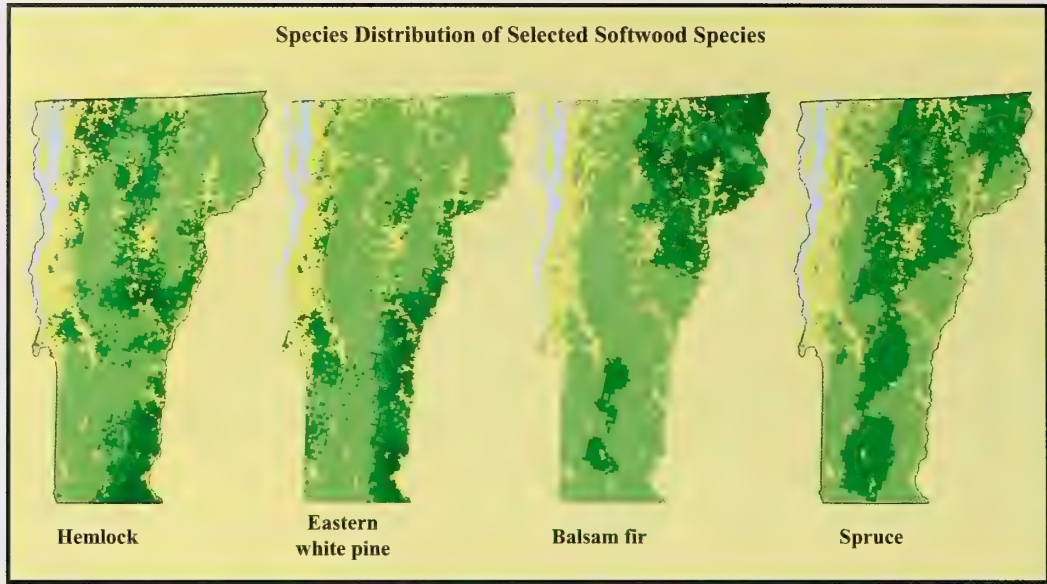 Species Distribution of Selected Softwood Species
Hemlock
Eastern
white pine
Balsam fir
Spruce